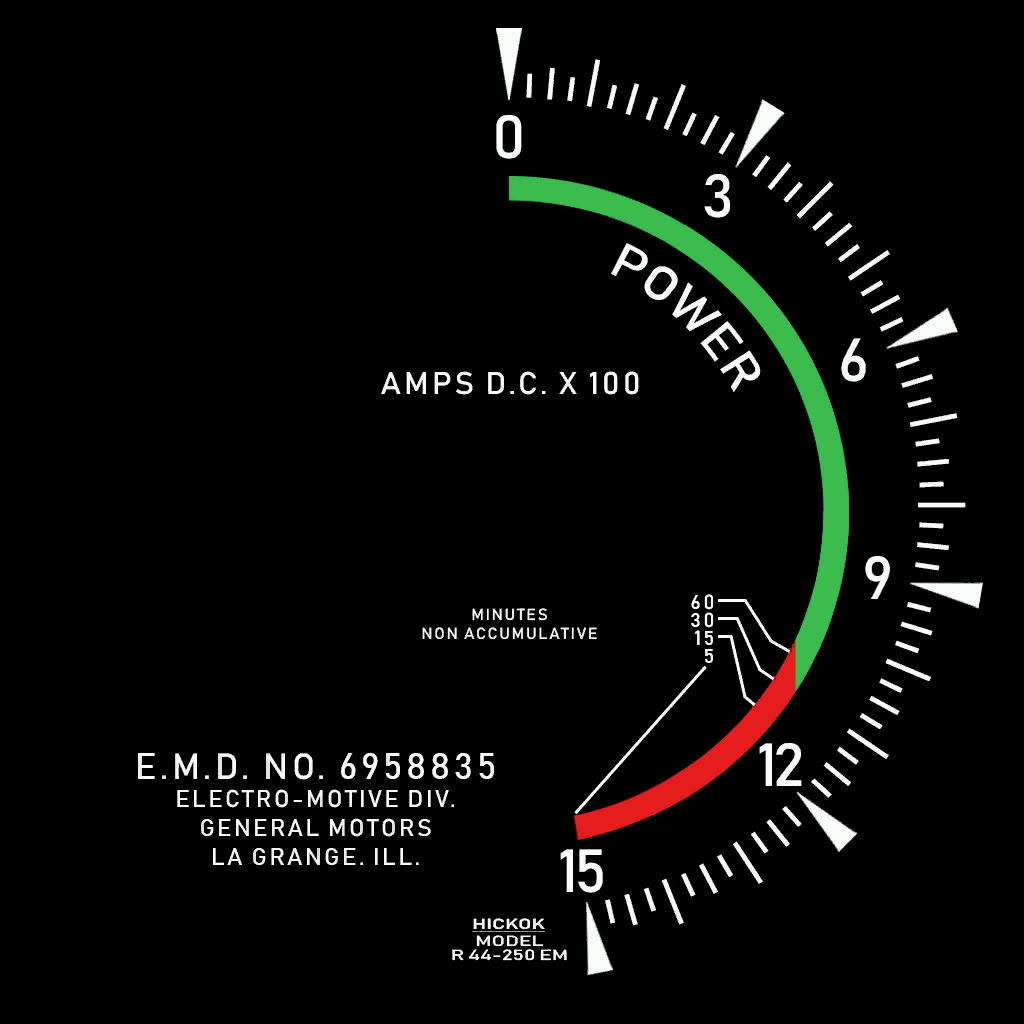 0
3
POWER
6
AMPS D.C. X 100
9
60
30
15
5
MINUTES
NON ACCUMULATIVE
12
E.M.D. NO. 6958835
ELECTRO-MOTIVE DIV.
GENERAL MOTORS
LA GRANGE. ILL.
15
HICKOK
MODEL
R 44-250 EM